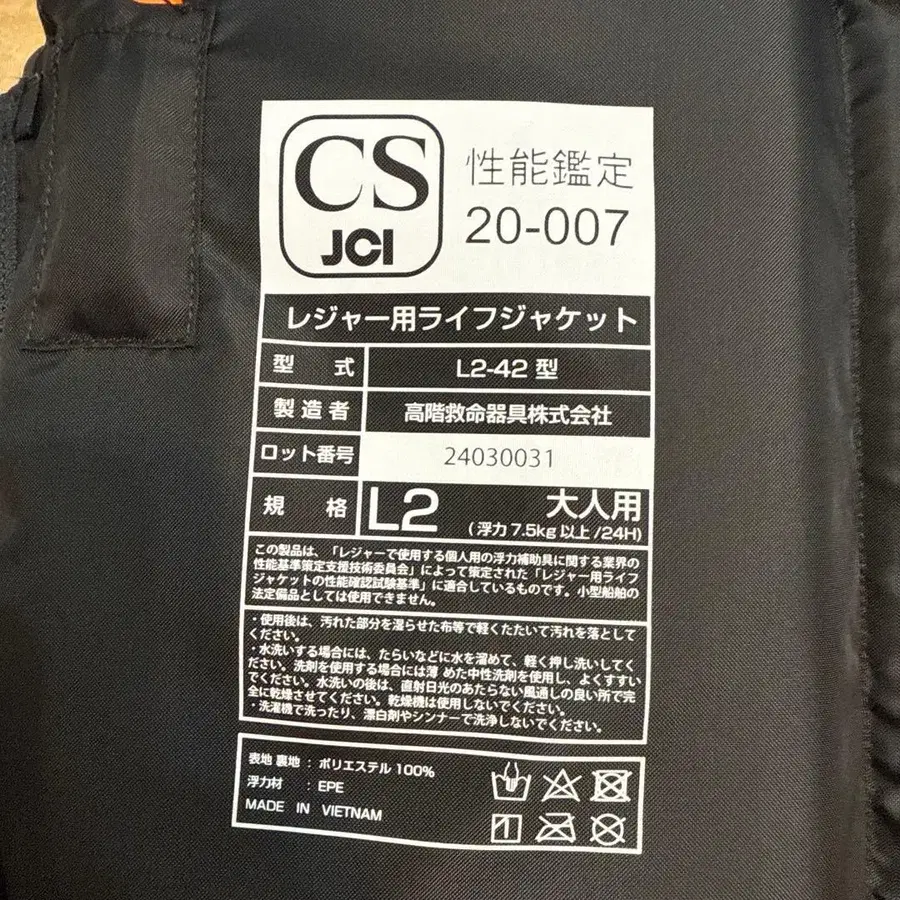 CS
JCI
性能鑑定
20-007
レジャー用ライフジャケット
型 式 L2-42 型
製造者 高階救命器具株式会社
ロット番号 24030031
規 格 L2 大人用
(浮力 7.5kg 以上 /24H)
この製品は、「レジャーで使用する個人用の浮力補助具に関する業界の
性能基準策定支援技術委員会」によって策定された「レジャー用ライフ
ジャケットの性能確認試験基準」に適合しているものです。小型船舶の
法定備品としては使用できません。
・使用後は、汚れた部分を湿らせた布等で軽くたたいて汚れを落として
ください。
・水洗いする場合には、たらいなどに水を溜めて、軽く押し洗いしてく
ださい。洗剤を使用する場合には薄 めた中性洗剤を使用し、よくすすい
でください。水洗いの後は、直射日光のあたらない風通しの良い所で完
全に乾燥させてください。乾燥機は使用しないでください。
・洗濯機で洗ったり、漂白剤やシンナーで洗浄しないでください。
表地 裏地 : ポリエステル 100%
浮力材 : EPE
MADE IN VIETNAM